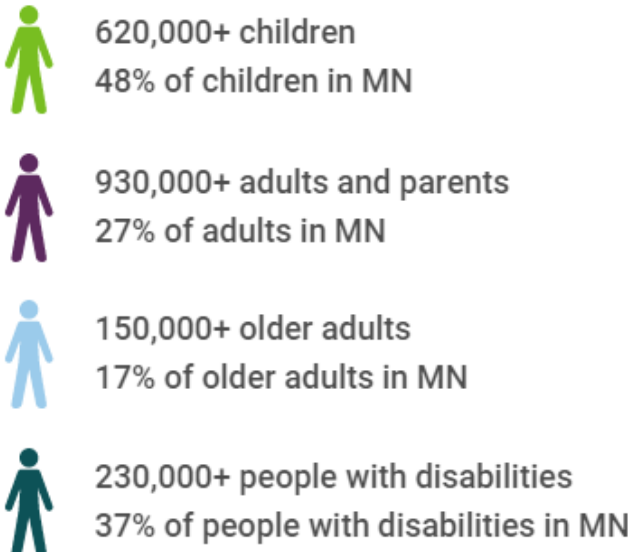 620,000+ children
48% of children in MN
930,000+ adults and parents
27% of adults in MN
150,000+ older adults
17% of older adults in MN
230,000+ people with disabilities
37% of people with disabilities in MN